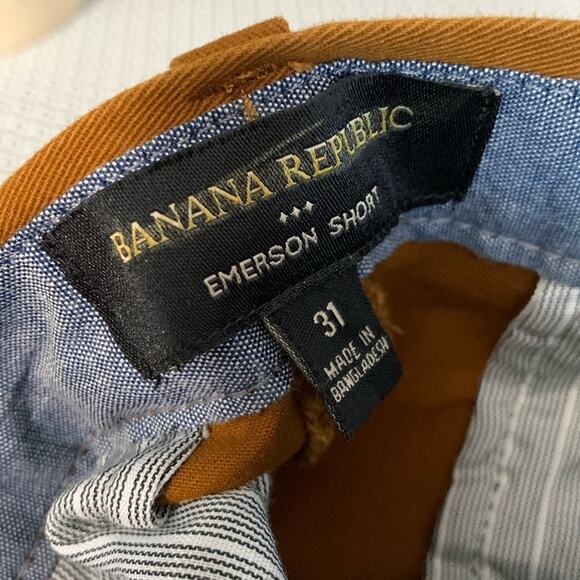 BANANA REPUBLIC
EMERSON SHORT
31
MADE IN
BANGLADESH